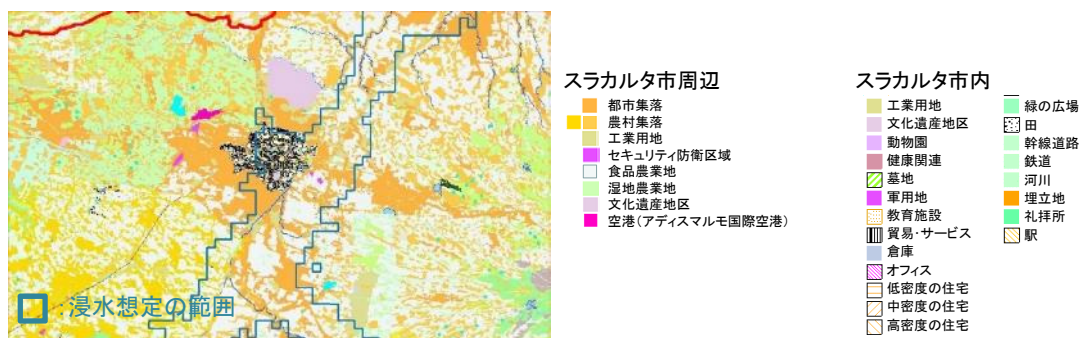 :浸水想定の範囲
スラカルタ市周辺
都市集落
農村集落
工業用地
セキュリティ防衛区域
食品農業地
湿地農業地
文化遺産地区
空港(アディスマルモ国際空港)
スラカルタ市内
工業用地
文化遺産地区
動物園
健康関連
墓地
軍用地
教育施設
貿易・サービス
倉庫
オフィス
低密度の住宅
中密度の住宅
高密度の住宅
緑の広場
田
幹線道路
鉄道
河川
埋立地
礼拝所
駅